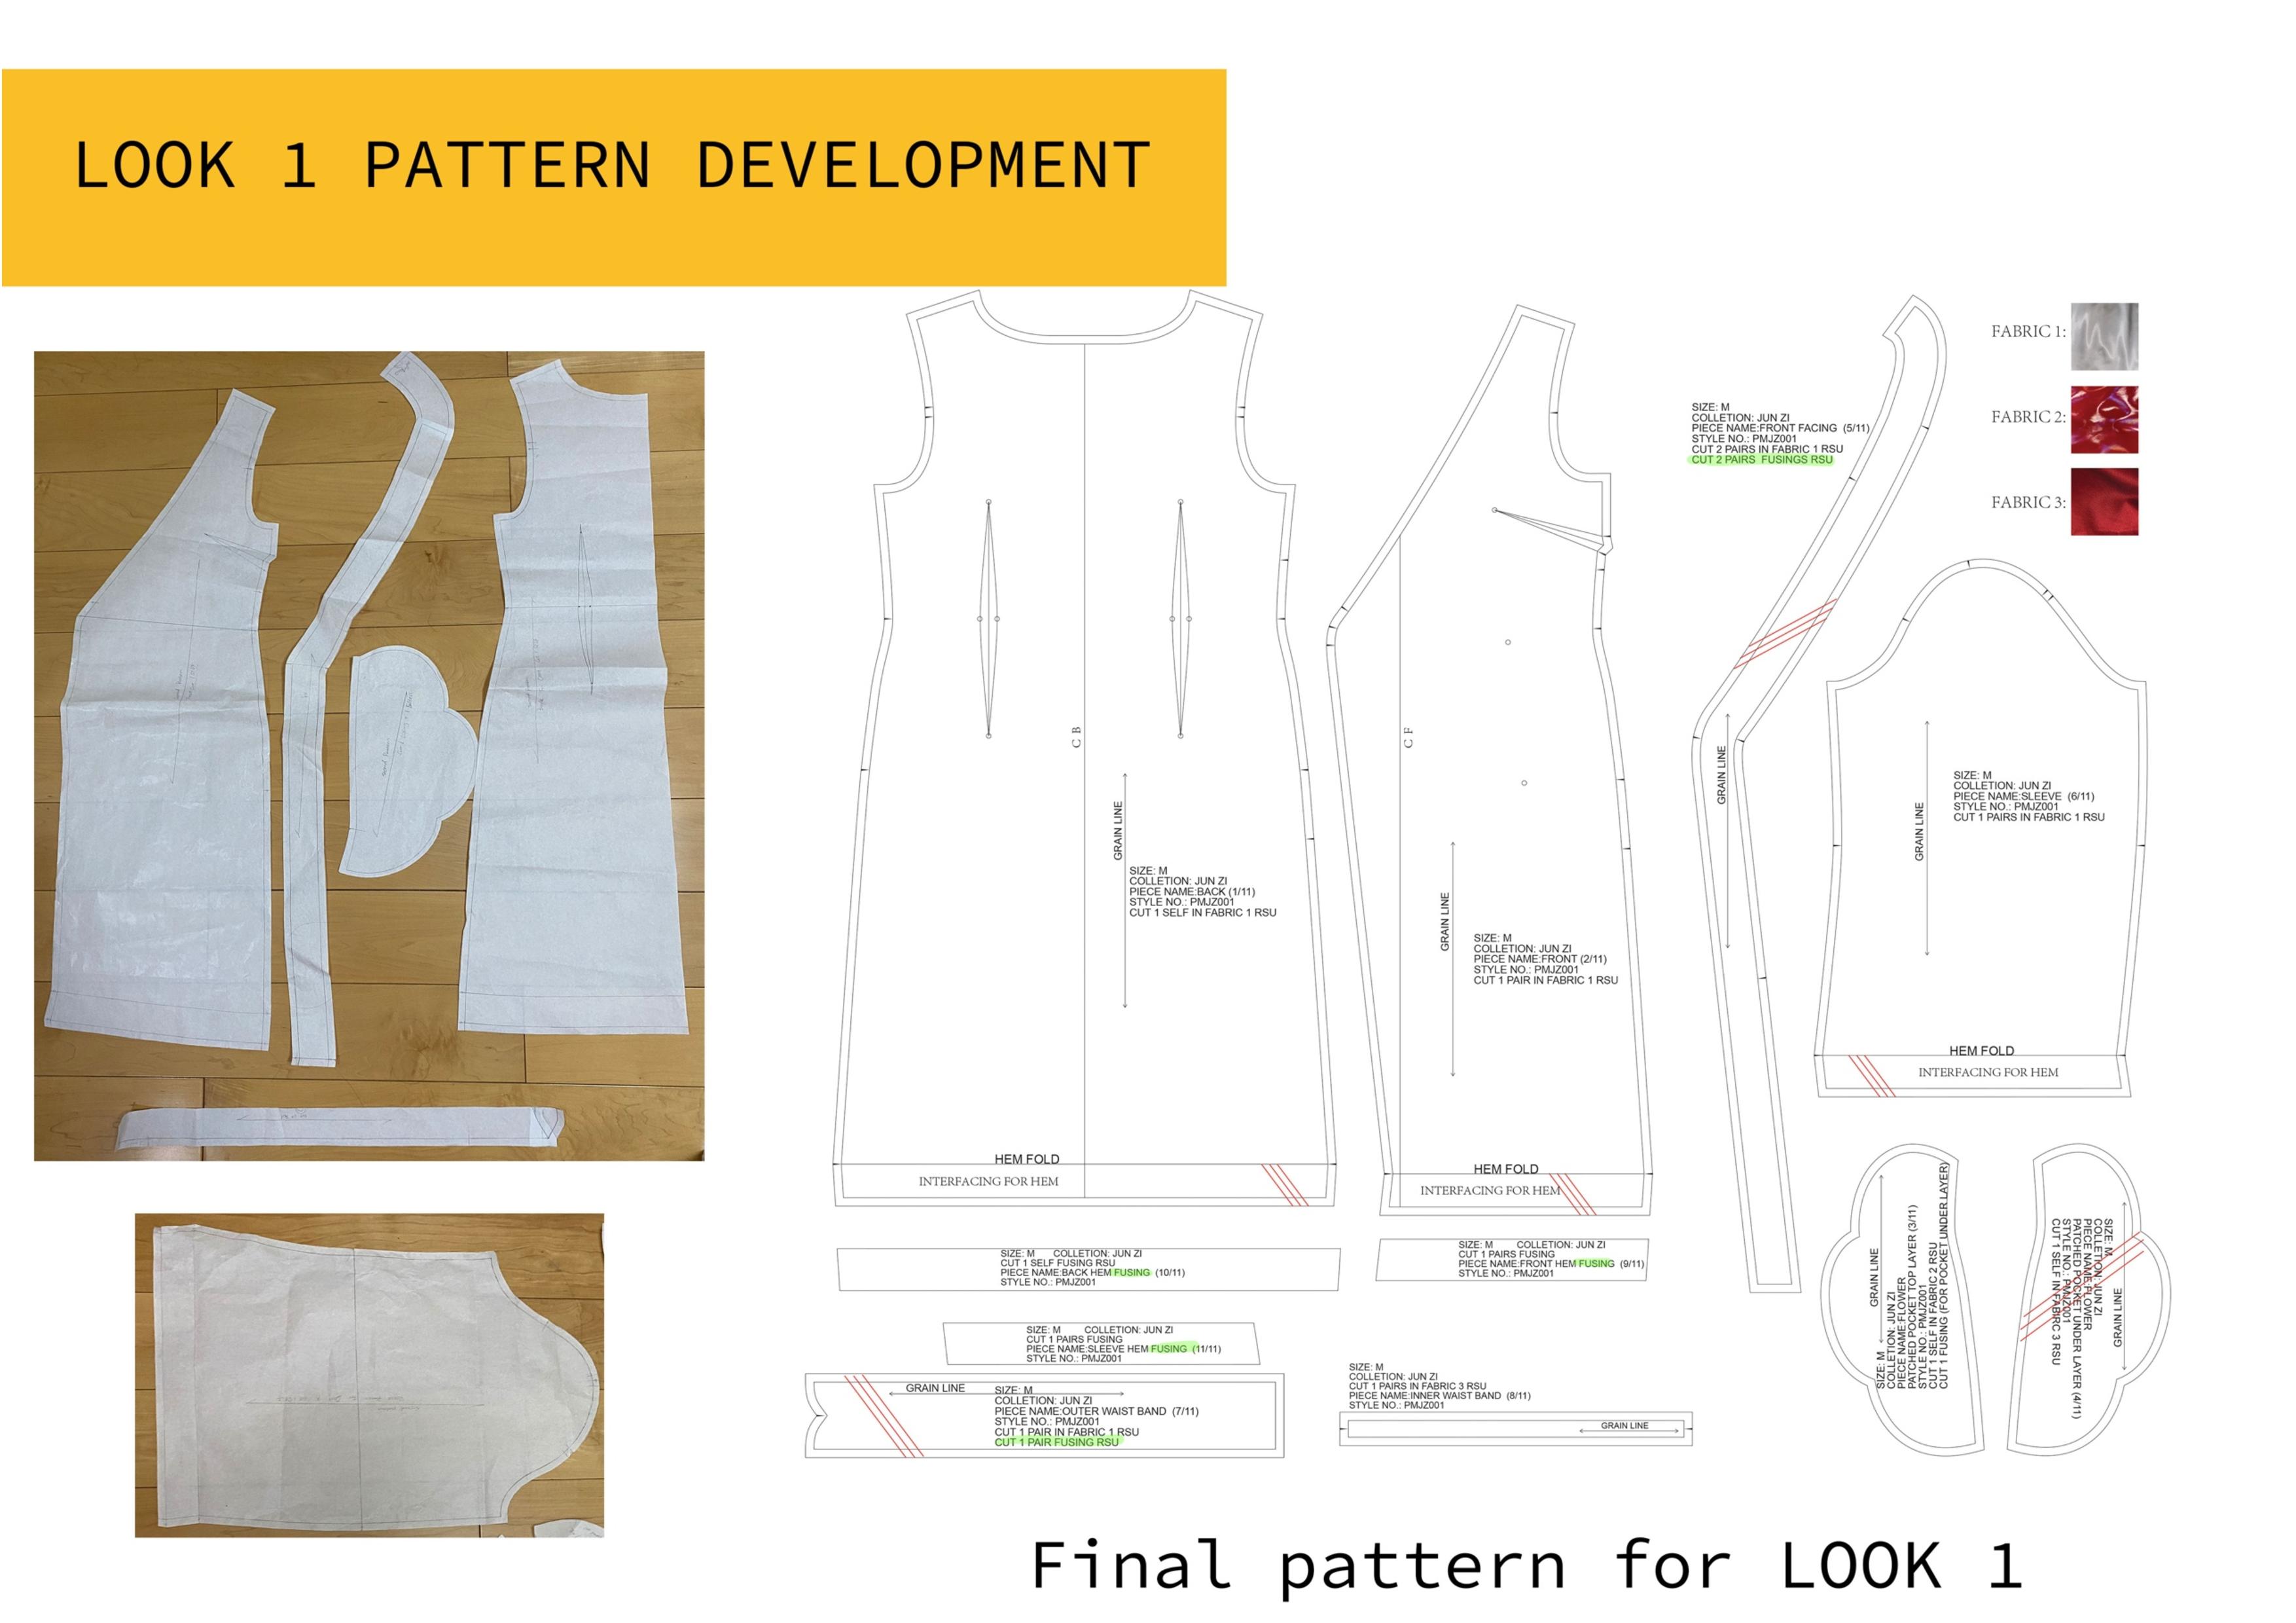 LOOK 1 PATTERN DEVELOPMENT
C B
GRAIN LINE
SIZE: M
COLLETION: JUN ZI
PIECE NAME:BACK (1/11)
STYLE NO.: PMJZ001
CUT 1 SELF IN FABRIC 1 RSU
HEM FOLD
INTERFACING FOR HEM
C F
GRAIN LINE
SIZE: M
COLLETION: JUN ZI
PIECE NAME:FRONT (2/11)
STYLE NO.: PMJZ001
CUT 1 PAIR IN FABRIC 1 RSU
HEM FOLD
INTERFACING FOR HEM
SIZE: M
COLLETION: JUN ZI
PIECE NAME:FRONT FACING (5/11)
STYLE NO.: PMJZ001
CUT 2 PAIRS IN FABRIC 1 RSU
CUT 2 PAIRS FUSINGS RSU
GRAIN LINE
FABRIC 1:
FABRIC 2:
FABRIC 3:
GRAIN LINE
SIZE: M
COLLETION: JUN ZI
PIECE NAME:SLEEVE (6/11)
STYLE NO.: PMJZ001
CUT 1 PAIRS IN FABRIC 1 RSU
HEM FOLD
INTERFACING FOR HEM
SIZE: M COLLETION: JUN ZI
CUT 1 SELF FUSING RSU
PIECE NAME:BACK HEM FUSING (10/11)
STYLE NO.: PMJZ001
SIZE: M COLLETION: JUN ZI
CUT 1 PAIRS FUSING
PIECE NAME:FRONT HEM FUSING (9/11)
STYLE NO.: PMJZ001
SIZE: M COLLETION: JUN ZI
CUT 1 PAIRS FUSING
PIECE NAME:SLEEVE HEM FUSING (11/11)
STYLE NO.: PMJZ001
GRAIN LINE
SIZE: M
COLLETION: JUN ZI
PIECE NAME:OUTER WAIST BAND (7/11)
STYLE NO.: PMJZ001
CUT 1 PAIR IN FABRIC 1 RSU
CUT 1 PAIR FUSING RSU
SIZE: M
COLLETION: JUN ZI
CUT 1 PAIRS IN FABRIC 3 RSU
PIECE NAME:INNER WAIST BAND (8/11)
STYLE NO.: PMJZ001
GRAIN LINE
GRAIN LINE
SIZE: M
COLLETION: JUN ZI
PIECE NAME:FLOWER
PATCHED POCKET TOP LAYER (3/11)
STYLE NO.: PMJZ001
CUT 1 SELF IN FABRIC 2 RSU
CUT 1 FUSING (FOR POCKET UNDER LAYER)
SIZE: M
COLLETION: JUN ZI
PIECE NAME:FLOWER
PATCHED POCKET UNDER LAYER (4/11)
STYLE NO.: PMJZ001
CUT 1 SELF IN FABIRC 3 RSU
GRAIN LINE
Final pattern for LOOK 1